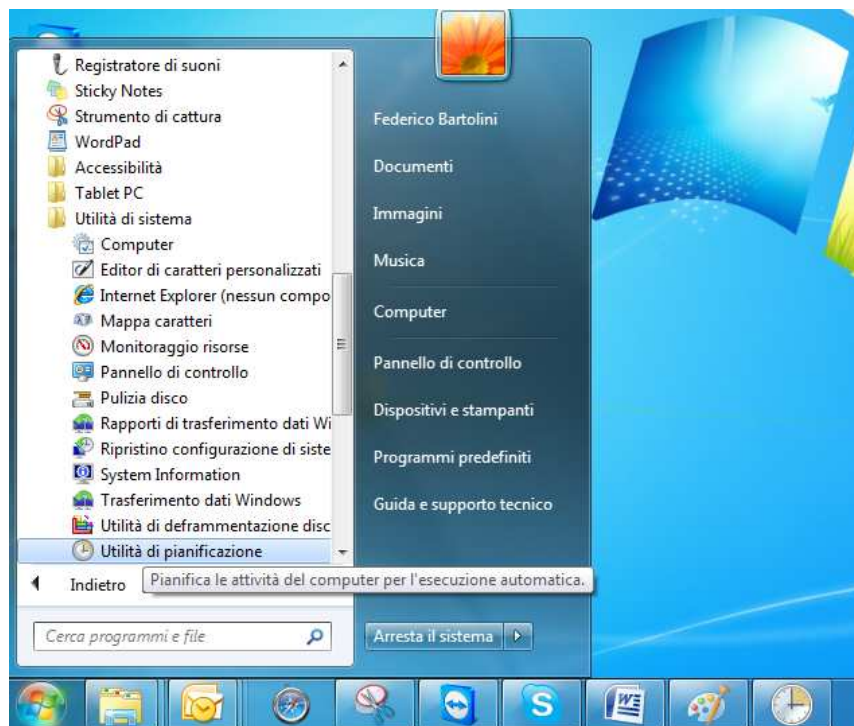 Registratore di suoni
Sticky Notes
Strumento di cattura
WordPad
Accessibilità
Tablet PC
Utilità di sistema
Computer
Editor di caratteri personalizzati
Internet Explorer (nessun compo
Mappa caratteri
Monitoraggio risorse
Pannello di controllo
Pulizia disco
Rapporti di trasferimento dati Wi
Ripristino configurazione di siste
System Information
Trasferimento dati Windows
Utilità di deframmentazione disc
Utilità di pianificazione
Indietro
Pianifica le attività del computer per l'esecuzione automatica.
Cerca programmi e file
Federico Bartolini
Documenti
Immagini
Musica
Computer
Pannello di controllo
Dispositivi e stampanti
Programmi predefiniti
Guida e supporto tecnico
Arresta il sistema